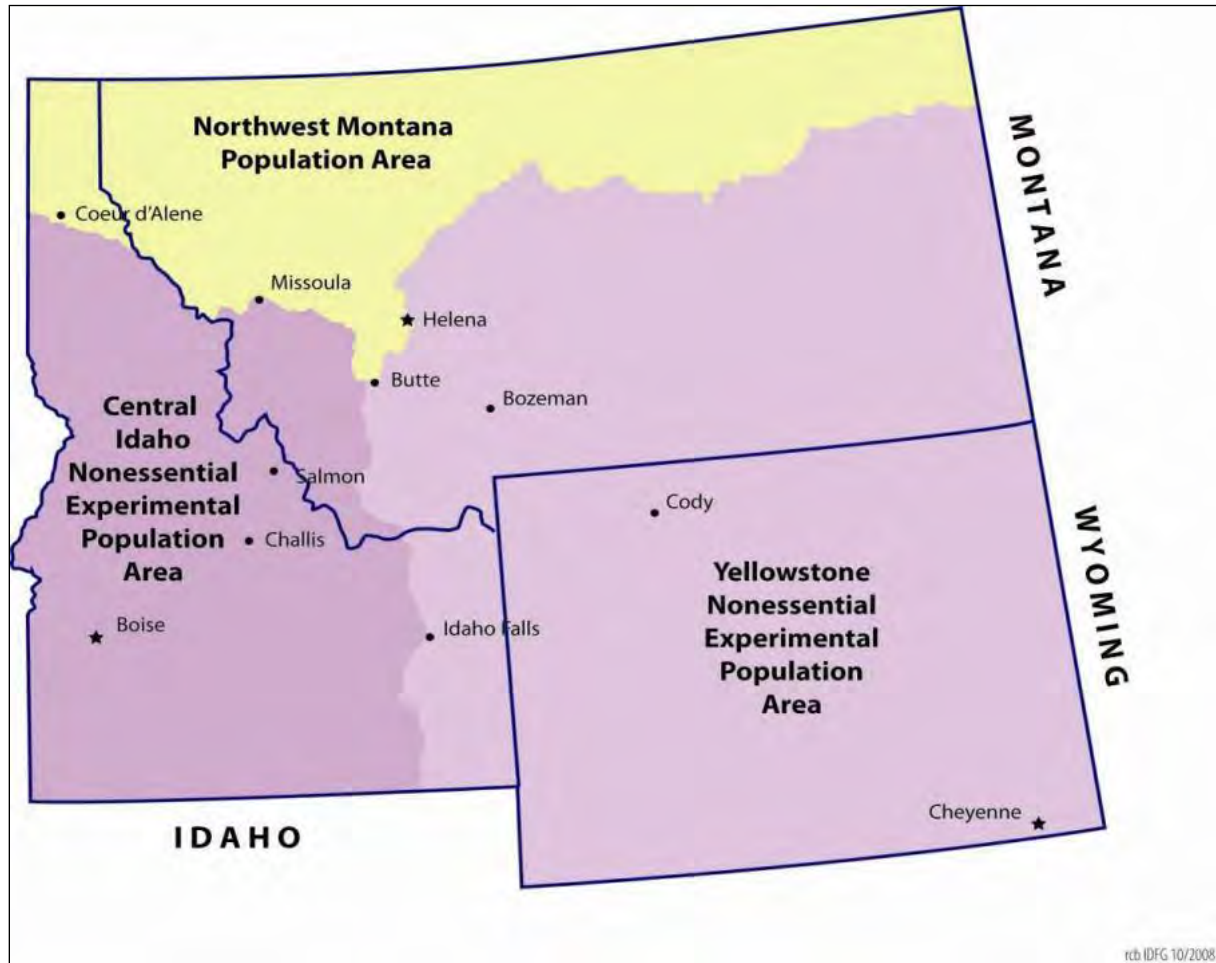 Northwest Montana
Population Area
MONTANA
Coeur d'Alene
Missoula
Helena
Butte
Bozeman
Central
Idaho
Nonessential
Experimental
Population
Area
Salmon
Challis
Cody
WYOMING
Yellowstone
Nonessential
Experimental
Population
Area
Boise
Idaho Falls
Cheyenne
IDAHO
rcb IDFG 10/2008